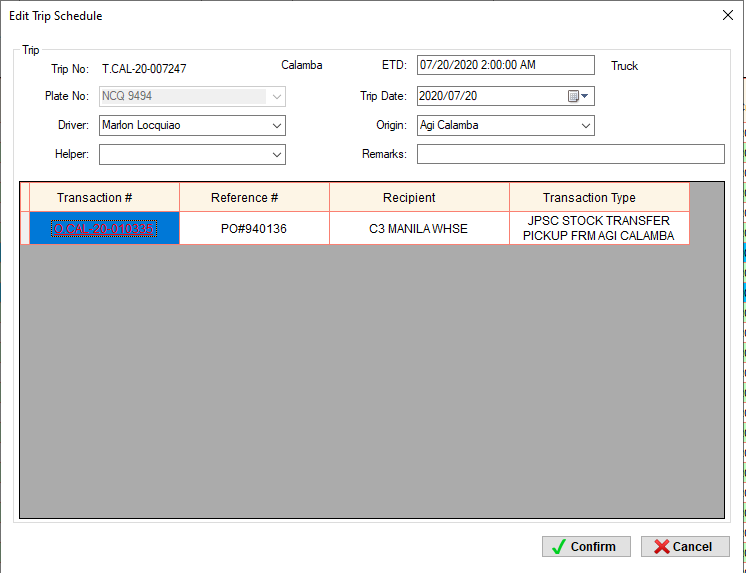 Edit Trip Schedule
Trip
Trip No: T.CAL-20-007247 Calamba ETD: 07/20/2020 2:00:00 AM Truck
Plate No: NCQ 9494 Trip Date: 2020/07/20
Driver: Marlon Locquiao Origin: Agi Calamba
Helper: Remarks:
Transaction # Reference # Recipient Transaction Type
O.CAL-20-010335 PO#940136 C3 MANILA WHSE JPSC STOCK TRANSFER
PICKUP FRM AGI CALAMBA
Confirm Cancel